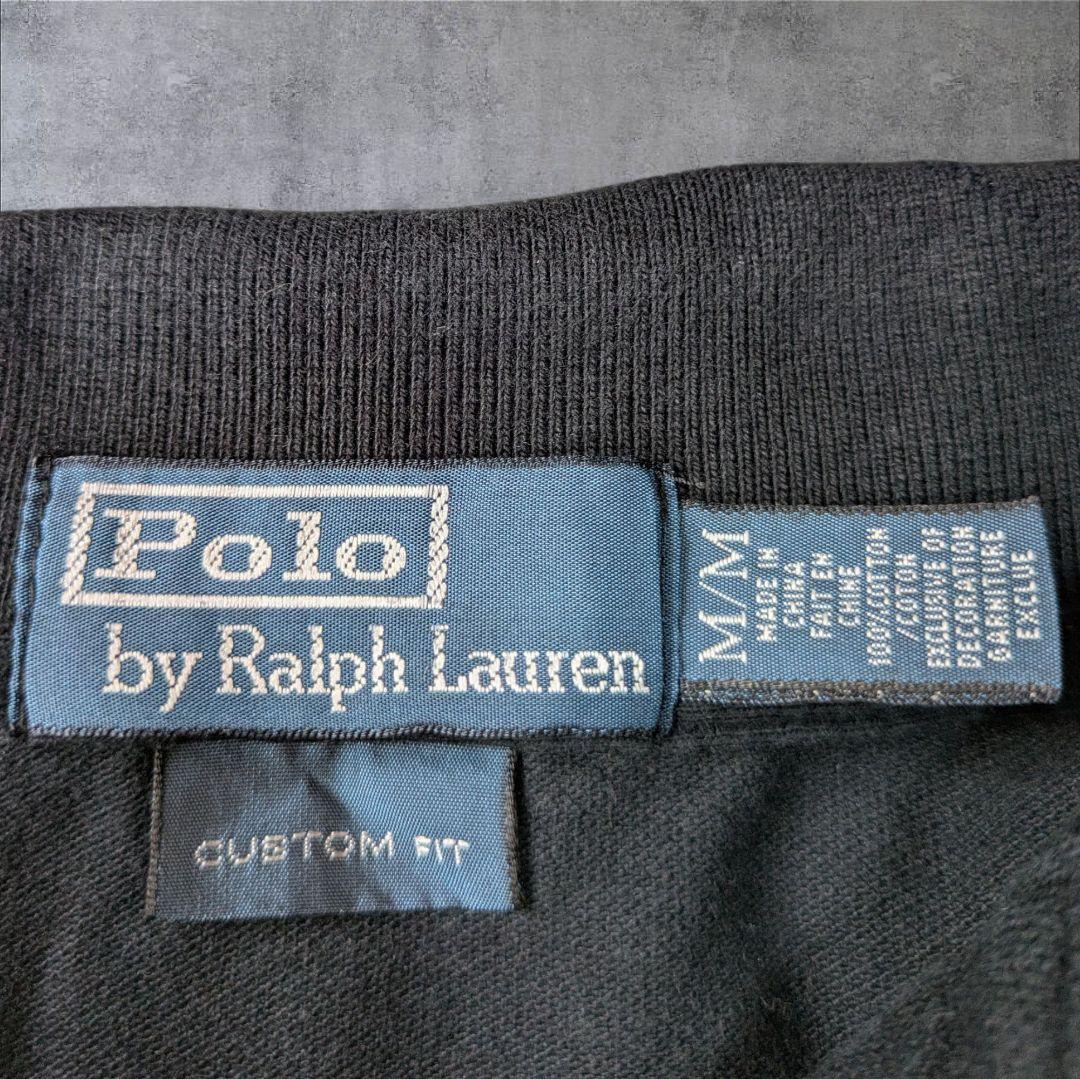 Polo
by Ralph Lauren
M/M
MADE IN
CHINA
FAIT EN
CHINE
100%COTTON
/COTON
EXCLUSIVE OF
DECORATION
GARNITURE
EXCLUE
CUSTOM FIT